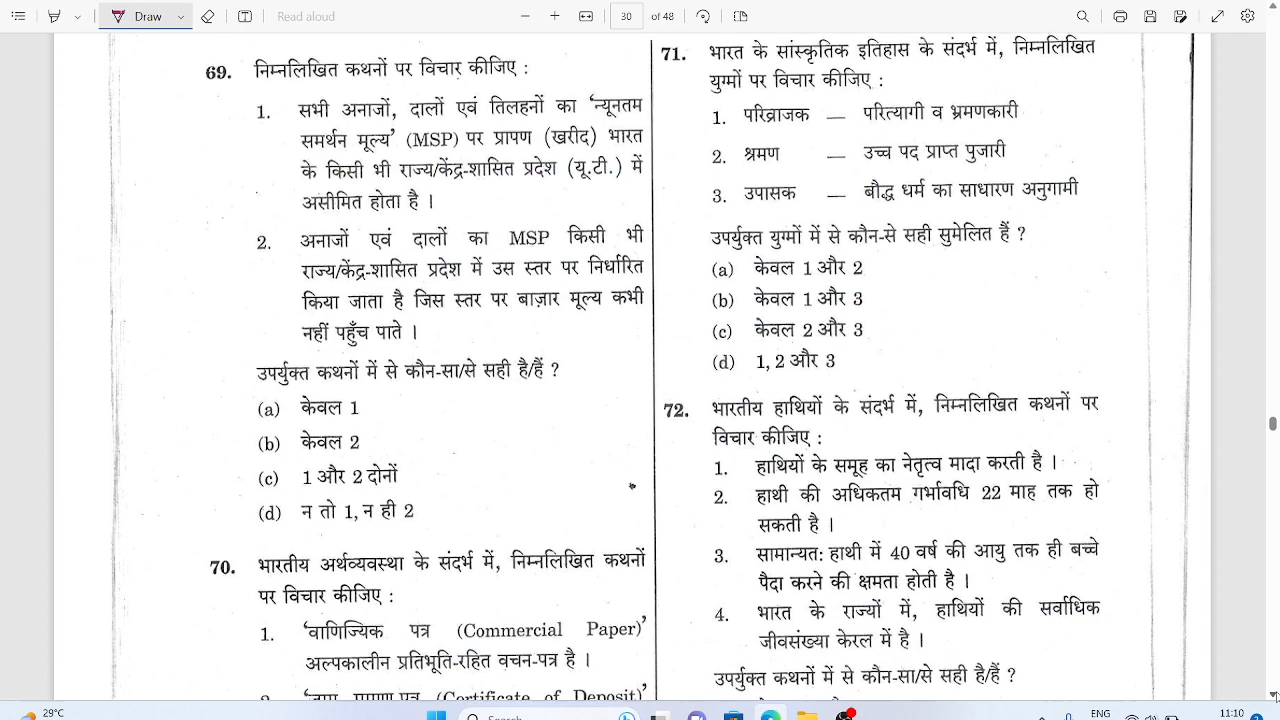 Draw
Read aloud
30
of 48
69. निम्नलिखित कथनों पर विचार कीजिए :
1. सभी अनाजों, दालों एवं तिलहनों का 'न्यूनतम
समर्थन मूल्य' (MSP) पर प्रापण (खरीद) भारत
के किसी भी राज्य/केंद्र-शासित प्रदेश (यू.टी.) में
असीमित होता है ।
2. अनाजों एवं दालों का MSP किसी भी
राज्य/केंद्र-शासित प्रदेश में उस स्तर पर निर्धारित
किया जाता है जिस स्तर पर बाज़ार मूल्य कभी
नहीं पहुँच पाते ।
उपर्युक्त कथनों में से कौन-सा/से सही है/हैं ?
(a) केवल 1
(b) केवल 2
(c) 1 और 2 दोनों
(d) न तो 1, न ही 2
70. भारतीय अर्थव्यवस्था के संदर्भ में, निम्नलिखित कथनों
पर विचार कीजिए :
1. 'वाणिज्यिक पत्र (Commercial Paper)'
अल्पकालीन प्रतिभूति-रहित वचन-पत्र है ।
(Certificate of Deposit)'
71. भारत के सांस्कृतिक इतिहास के संदर्भ में, निम्नलिखित
युग्मों पर विचार कीजिए :
1. परिव्राजक — परित्यागी व भ्रमणकारी
2. श्रमण — उच्च पद प्राप्त पुजारी
3. उपासक — बौद्ध धर्म का साधारण अनुगामी
उपर्युक्त युग्मों में से कौन-से सही सुमेलित हैं ?
(a) केवल 1 और 2
(b) केवल 1 और 3
(c) केवल 2 और 3
(d) 1, 2 और 3
72. भारतीय हाथियों के संदर्भ में, निम्नलिखित कथनों पर
विचार कीजिए :
1. हाथियों के समूह का नेतृत्व मादा करती है ।
2. हाथी की अधिकतम गर्भावधि 22 माह तक हो
सकती है ।
3. सामान्यत: हाथी में 40 वर्ष की आयु तक ही बच्चे
पैदा करने की क्षमता होती है ।
4. भारत के राज्यों में, हाथियों की सर्वाधिक
जीवसंख्या केरल में है ।
उपर्युक्त कथनों में से कौन-सा/से सही है/हैं ?
29°C
Search
ENG
11:10